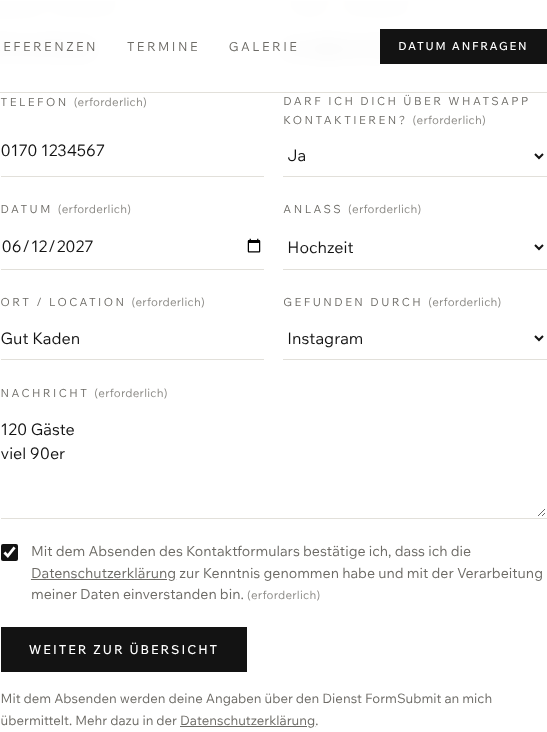 EFERENZEN TERMINE GALERIE DATUM ANFRAGEN
TELEFON (erforderlich)
0170 1234567
DARF ICH DICH ÜBER WHATSAPP
KONTAKTIEREN? (erforderlich)
Ja
DATUM (erforderlich)
06/12/2027
ANLASS (erforderlich)
Hochzeit
ORT / LOCATION (erforderlich)
Gut Kaden
GEFUNDEN DURCH (erforderlich)
Instagram
NACHRICHT (erforderlich)
120 Gäste
viel 90er
Mit dem Absenden des Kontaktformulars bestätige ich, dass ich die
Datenschutzerklärung zur Kenntnis genommen habe und mit der Verarbeitung
meiner Daten einverstanden bin. (erforderlich)
WEITER ZUR ÜBERSICHT
Mit dem Absenden werden deine Angaben über den Dienst FormSubmit an mich
übermittelt. Mehr dazu in der Datenschutzerklärung.